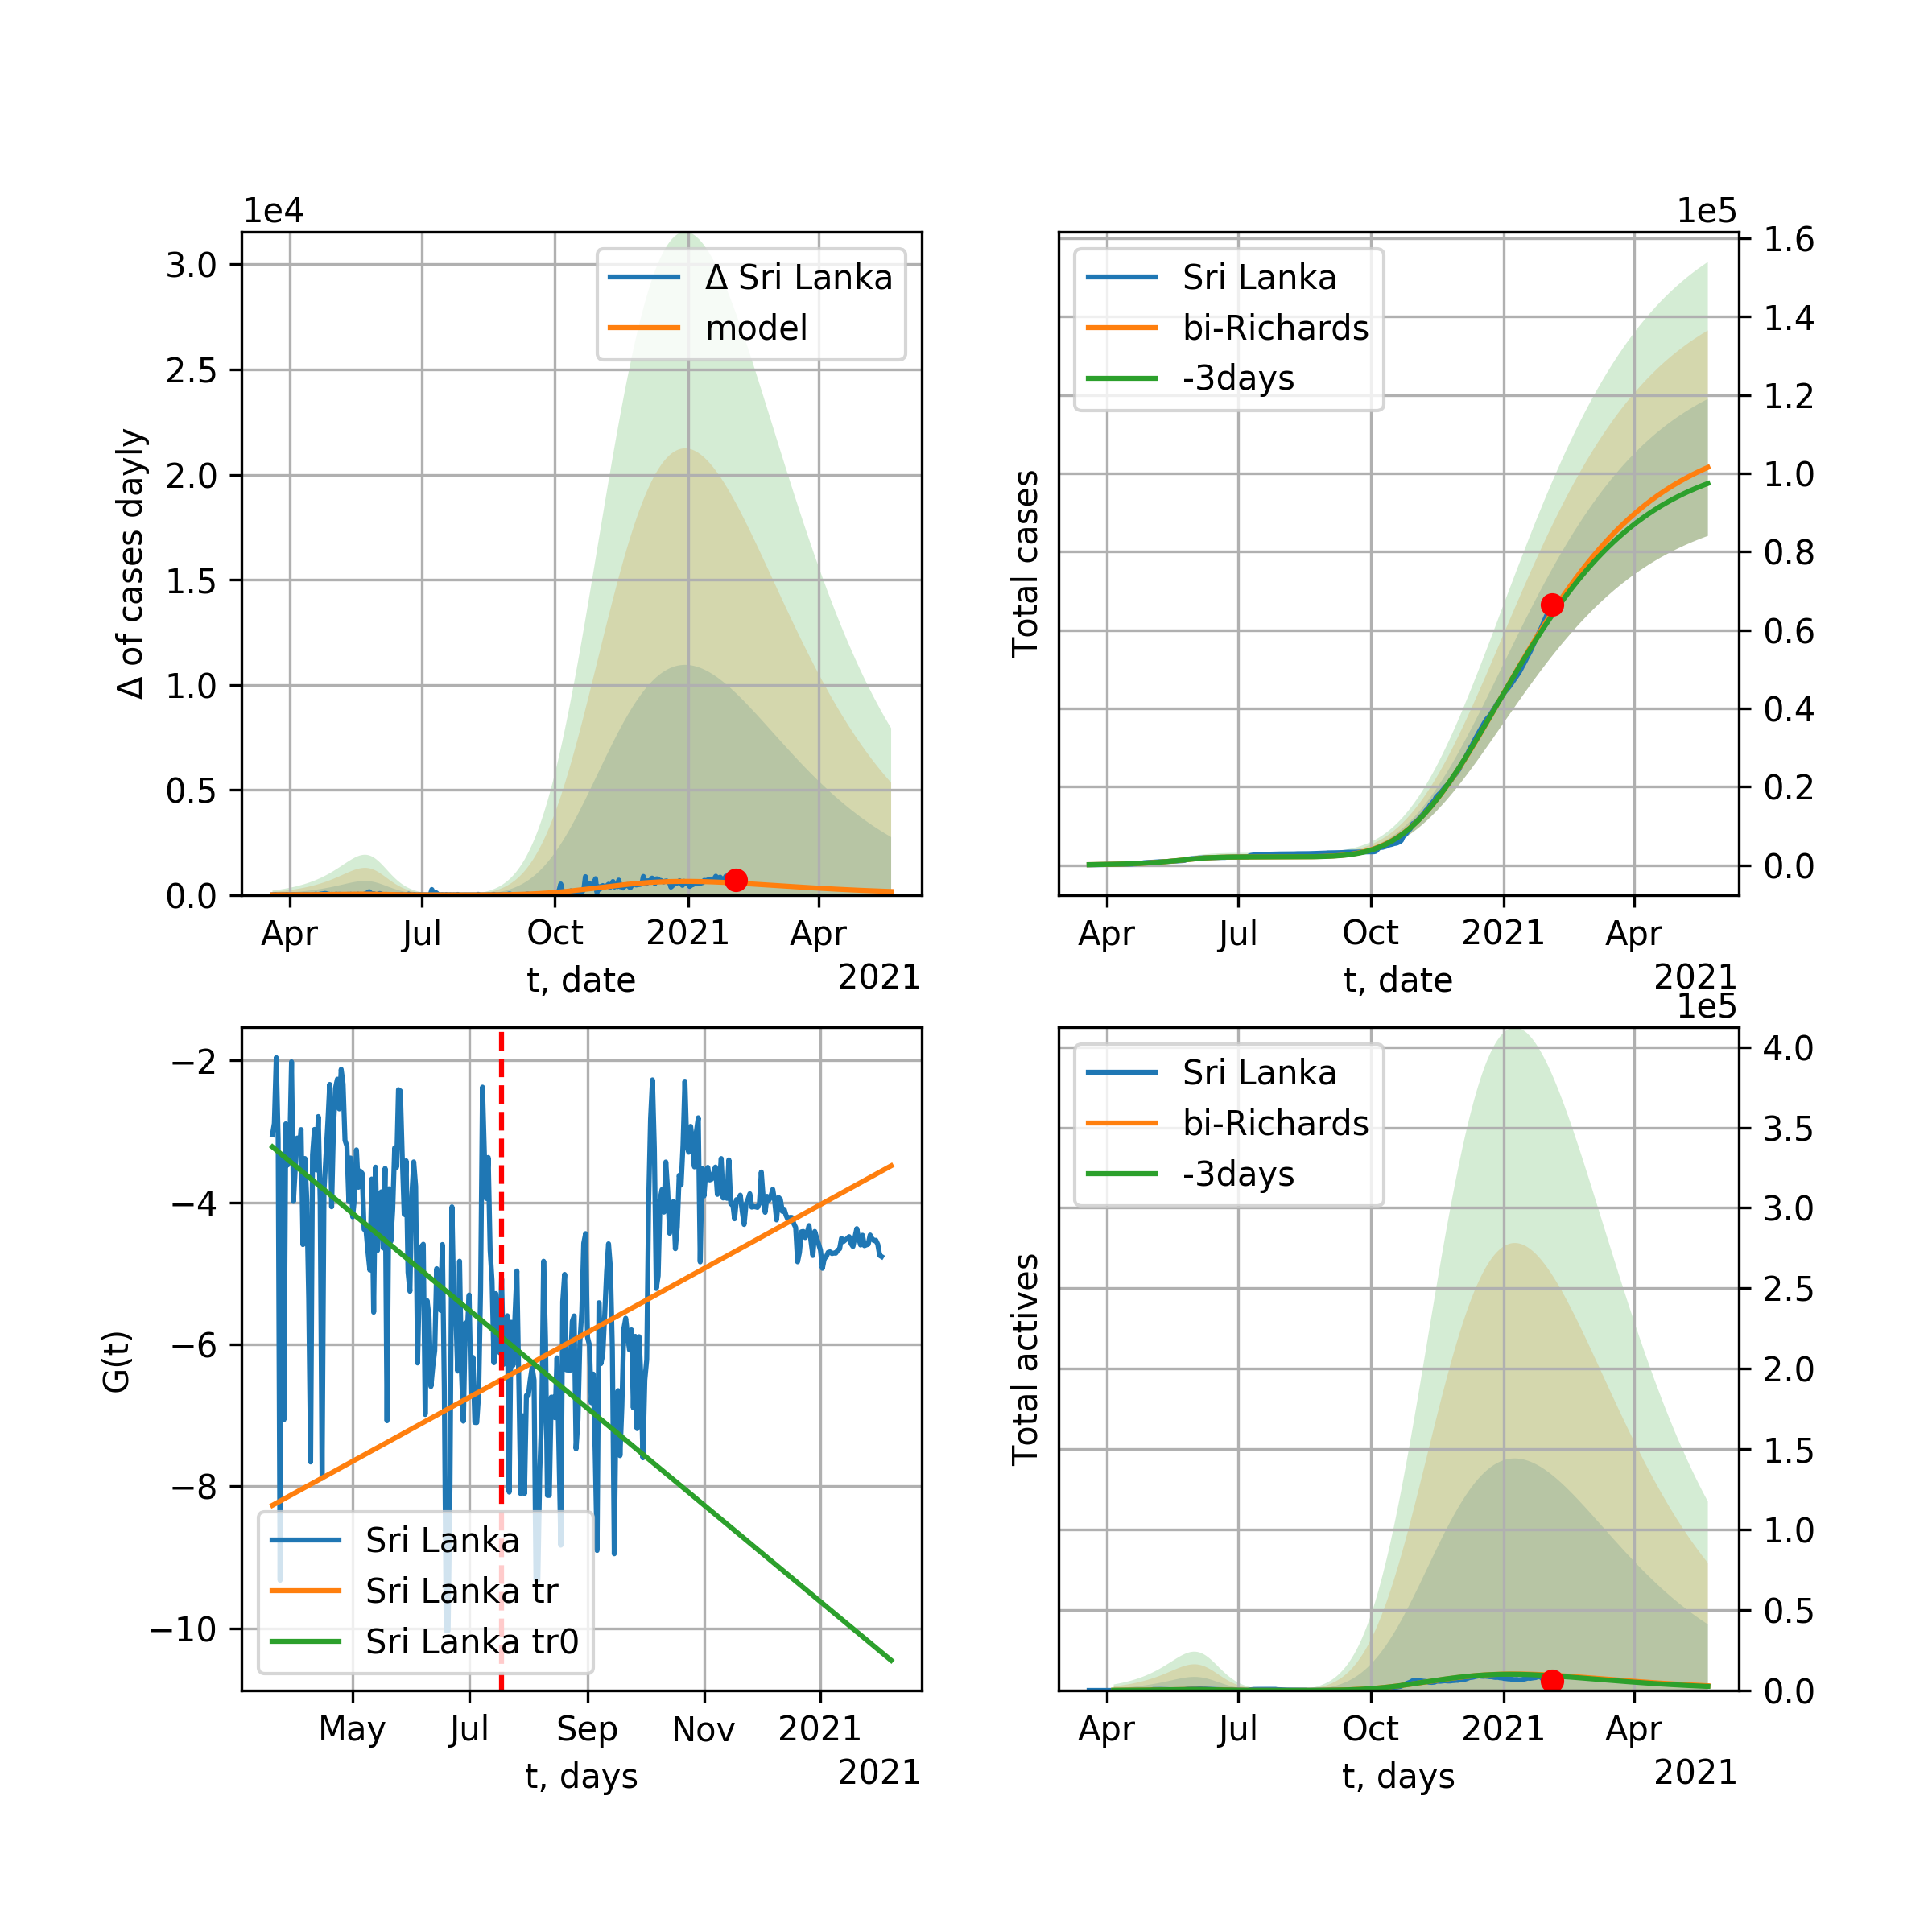 1e4
3.0
2.5
2.0
1.5
1.0
0.5
0.0
Δ of cases dayly
Δ Sri Lanka
model
Apr
Jul
Oct
2021
Apr
t, date
2021
1e5
1.6
1.4
1.2
1.0
0.8
0.6
0.4
0.2
0.0
Total cases
Sri Lanka
bi-Richards
-3days
Apr
Jul
Oct
2021
Apr
t, date
2021
−2
−4
−6
−8
−10
G(t)
Sri Lanka
Sri Lanka tr
Sri Lanka tr0
May
Jul
Sep
Nov
2021
t, days
2021
1e5
4.0
3.5
3.0
2.5
2.0
1.5
1.0
0.5
0.0
Total actives
Sri Lanka
bi-Richards
-3days
Apr
Jul
Oct
2021
Apr
t, days
2021